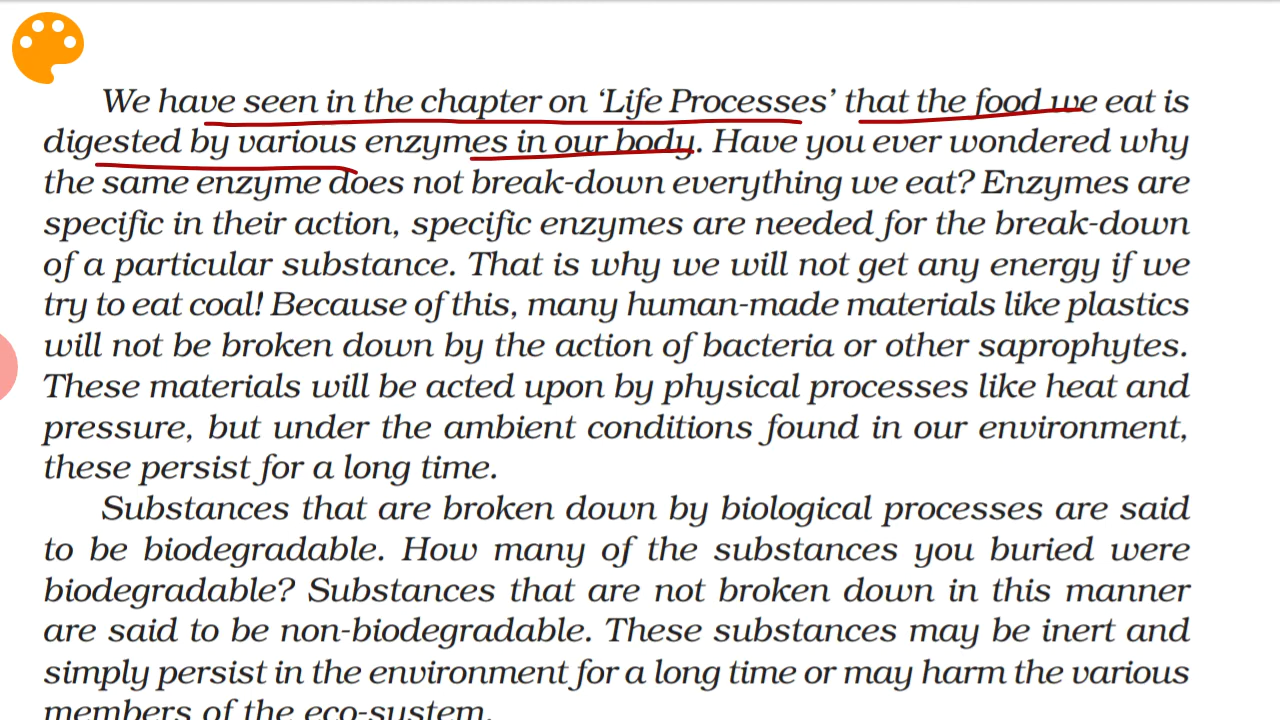 We have seen in the chapter on ‘Life Processes’ that the food we eat is
digested by various enzymes in our body. Have you ever wondered why
the same enzyme does not break-down everything we eat? Enzymes are
specific in their action, specific enzymes are needed for the break-down
of a particular substance. That is why we will not get any energy if we
try to eat coal! Because of this, many human-made materials like plastics
will not be broken down by the action of bacteria or other saprophytes.
These materials will be acted upon by physical processes like heat and
pressure, but under the ambient conditions found in our environment,
these persist for a long time.
Substances that are broken down by biological processes are said
to be biodegradable. How many of the substances you buried were
biodegradable? Substances that are not broken down in this manner
are said to be non-biodegradable. These substances may be inert and
simply persist in the environment for a long time or may harm the various
members of the eco-system.